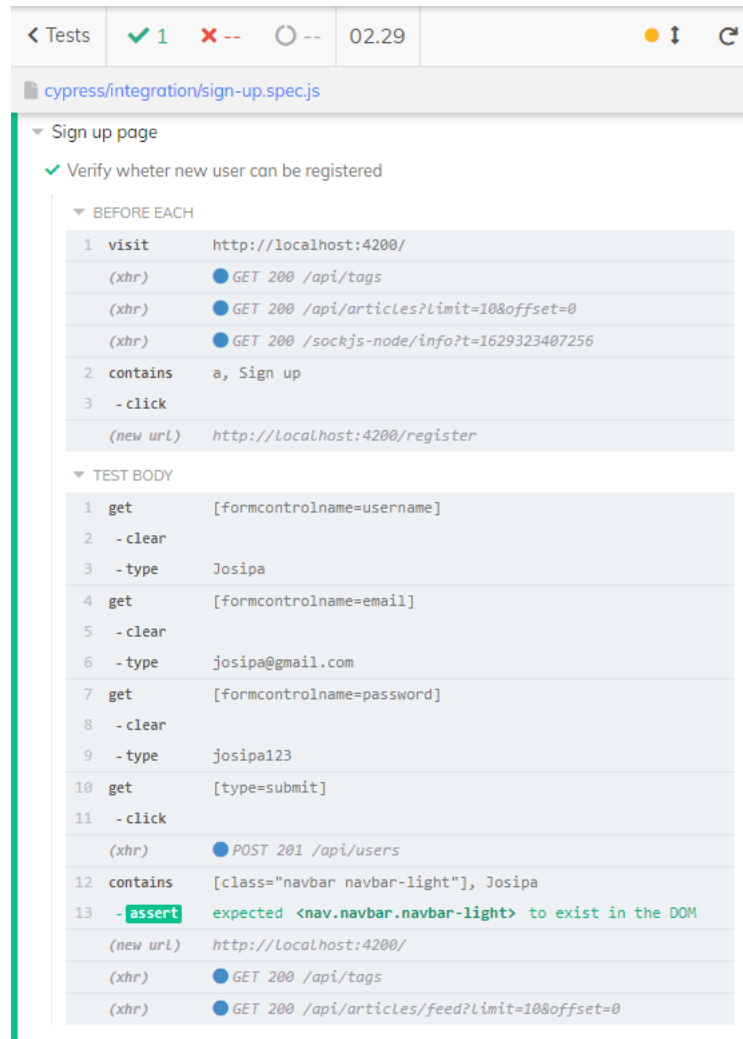 < Tests ✔ 1 ✖ -- -- 02.29
cypress/integration/sign-up.spec.js
Sign up page
Verify wheter new user can be registered
BEFORE EACH
1 visit http://localhost:4200/
(xhr) GET 200 /api/tags
(xhr) GET 200 /api/articles?limit=10&offset=0
(xhr) GET 200 /sockjs-node/info?t=1629323407256
2 contains a, Sign up
3 -click
(new url) http://localhost:4200/register
TEST BODY
1 get [formcontrolname=username]
2 -clear
3 -type Josipa
4 get [formcontrolname=email]
5 -clear
6 -type josipa@gmail.com
7 get [formcontrolname=password]
8 -clear
9 -type josipa123
10 get [type=submit]
11 -click
(xhr) POST 201 /api/users
12 contains [class="navbar navbar-light"], Josipa
13 -assert expected <nav.navbar.navbar-light> to exist in the DOM
(new url) http://localhost:4200/
(xhr) GET 200 /api/tags
(xhr) GET 200 /api/articles/feed?limit=10&offset=0